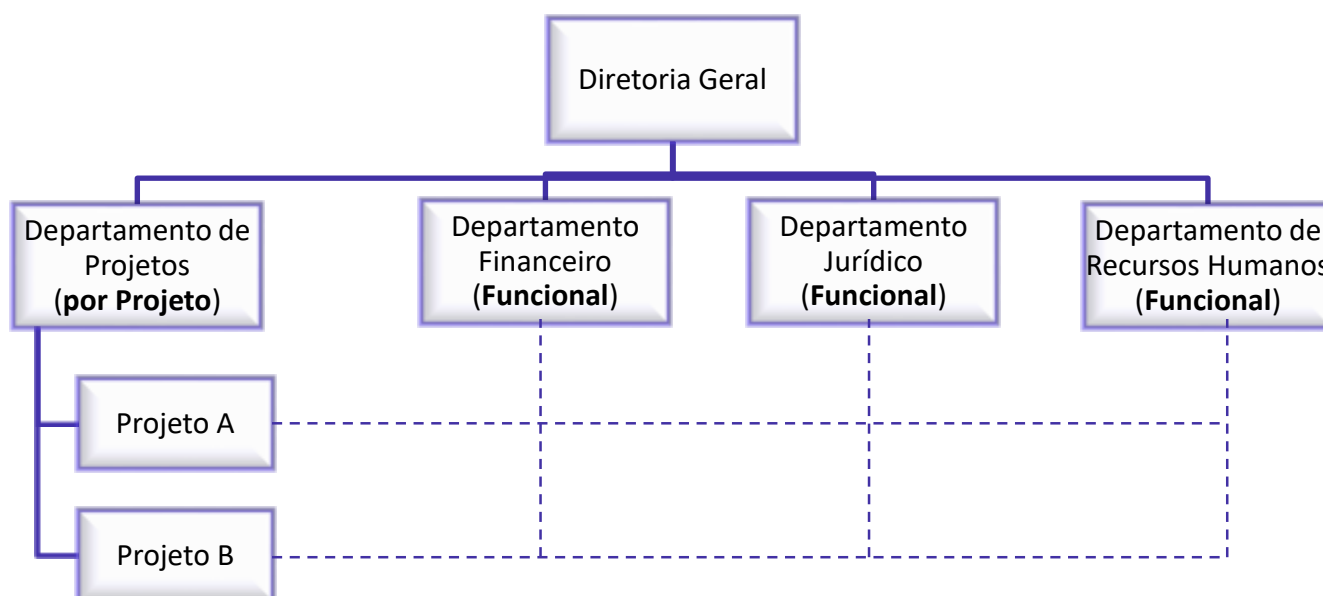 Diretoria Geral
Departamento de
Projetos
(por Projeto)
Departamento
Financeiro
(Funcional)
Departamento
Jurídico
(Funcional)
Departamento de
Recursos Humanos
(Funcional)
Projeto A
Projeto B